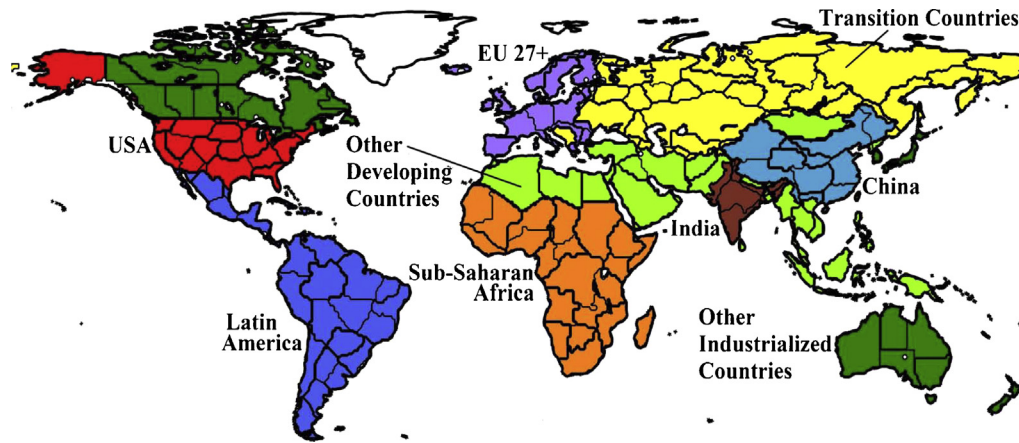 Transition Countries
EU 27+
USA
Other
Developing
Countries
China
India
Sub-Saharan
Africa
Latin
America
Other
Industrialized
Countries